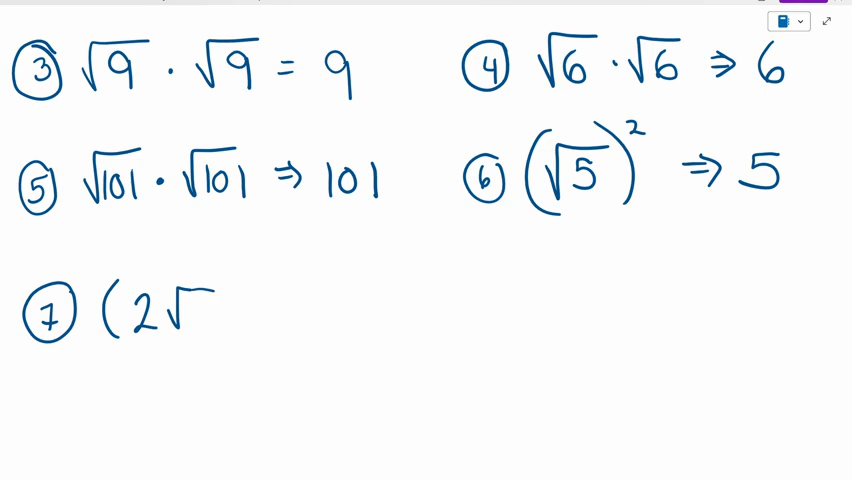 ③ √9 · √9 = 9
④ √6 · √6 ⇒ 6
⑤ √101 · √101 ⇒ 101
⑥ (√5)² ⇒ 5
⑦ (2√